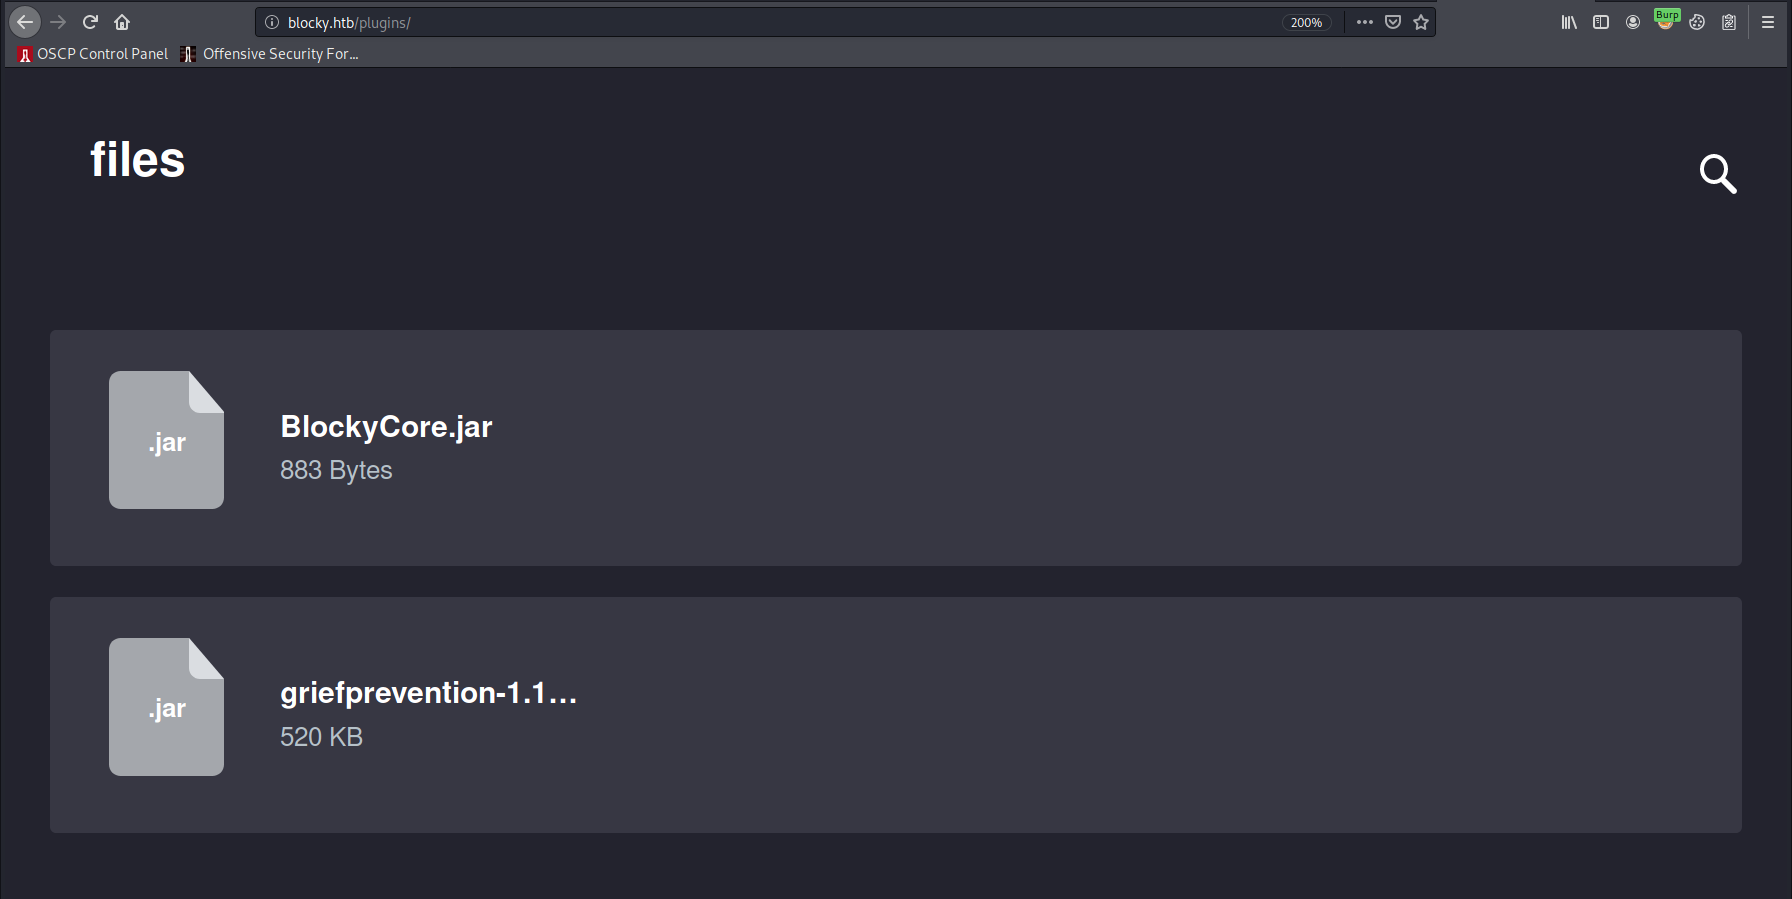 blocky.htb/plugins/
200%
Burp
OSCP Control Panel
Offensive Security For...
files
.jar
BlockyCore.jar
883 Bytes
.jar
griefprevention-1.1...
520 KB